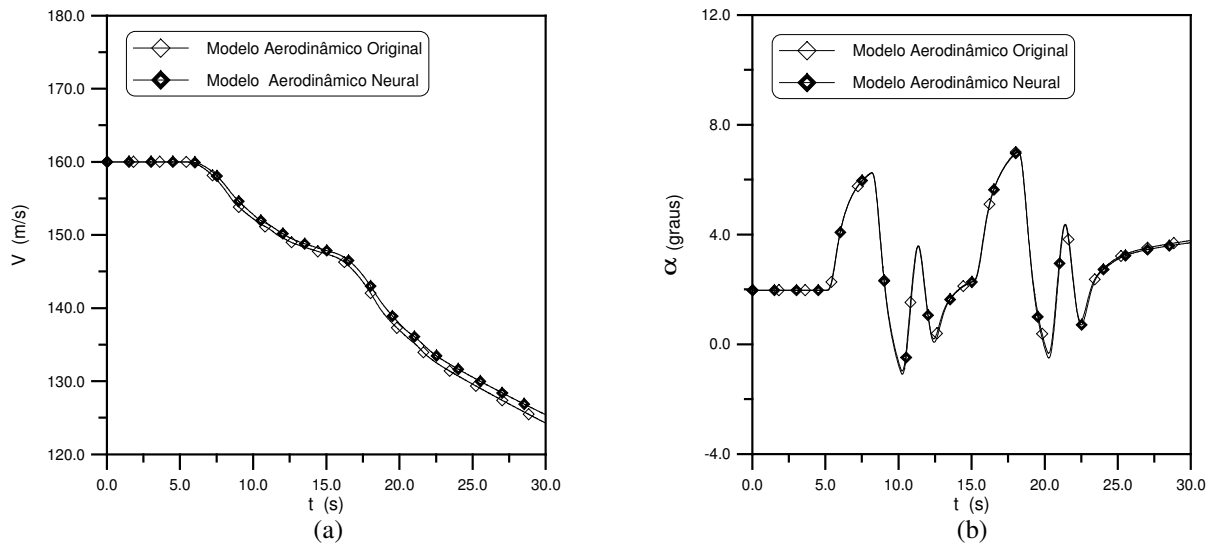 180.0
170.0
160.0
150.0
140.0
130.0
120.0
V (m/s)
Modelo Aerodinâmico Original
Modelo Aerodinâmico Neural
0.0 5.0 10.0 15.0 20.0 25.0 30.0
t (s)
(a)
12.0
8.0
4.0
0.0
-4.0
α (graus)
Modelo Aerodinâmico Original
Modelo Aerodinâmico Neural
0.0 5.0 10.0 15.0 20.0 25.0 30.0
t (s)
(b)